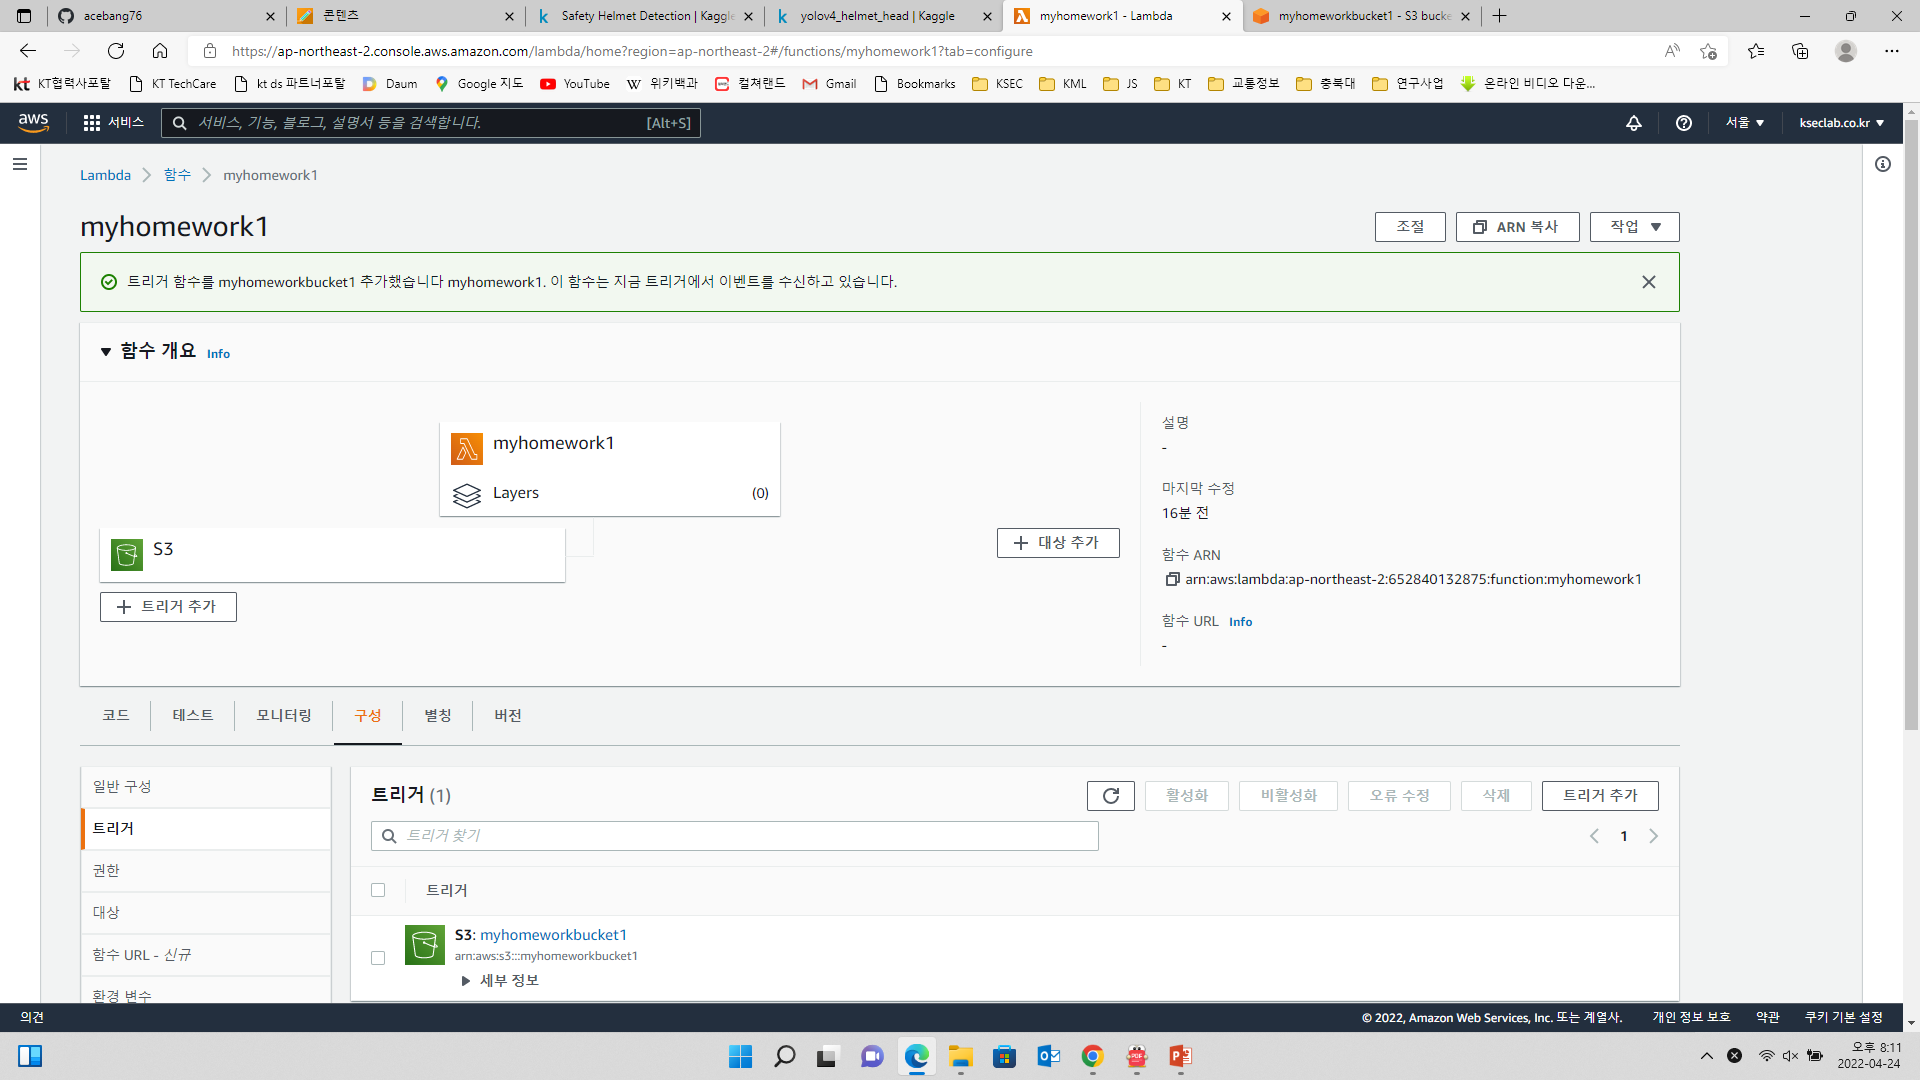 acebang76
콘텐츠
Safety Helmet Detection | Kaggle
yolov4_helmet_head | Kaggle
myhomework1 - Lambda
myhomeworkbucket1 - S3 bucke
https://ap-northeast-2.console.aws.amazon.com/lambda/home?region=ap-northeast-2#/functions/myhomework1?tab=configure
kt KT협력사포탈
KT TechCare
kt ds 파트너포탈
Daum
Google 지도
YouTube
W 위키백과
컬쳐랜드
Gmail
Bookmarks
KSEC
KML
JS
KT
교통정보
충북대
연구사업
온라인 비디오 다운...
aws
서비스
서비스, 기능, 블로그, 설명서 등을 검색합니다.
[Alt+S]
서울
kseclab.co.kr
Lambda
함수
myhomework1
myhomework1
조절
ARN 복사
작업
트리거 함수를 myhomeworkbucket1 추가했습니다 myhomework1. 이 함수는 지금 트리거에서 이벤트를 수신하고 있습니다.
함수 개요 Info
myhomework1
Layers
(0)
S3
트리거 추가
대상 추가
설명
-
마지막 수정
16분 전
함수 ARN
arn:aws:lambda:ap-northeast-2:652840132875:function:myhomework1
함수 URL Info
-
코드
테스트
모니터링
구성
별칭
버전
일반 구성
트리거
권한
대상
함수 URL - 신규
환경 변수
트리거 (1)
활성화
비활성화
오류 수정
삭제
트리거 추가
트리거 찾기
1
트리거
S3: myhomeworkbucket1
arn:aws:s3:::myhomeworkbucket1
세부 정보
의견
© 2022, Amazon Web Services, Inc. 또는 계열사.
개인 정보 보호
약관
쿠키 기본 설정
오후 8:11
2022-04-24